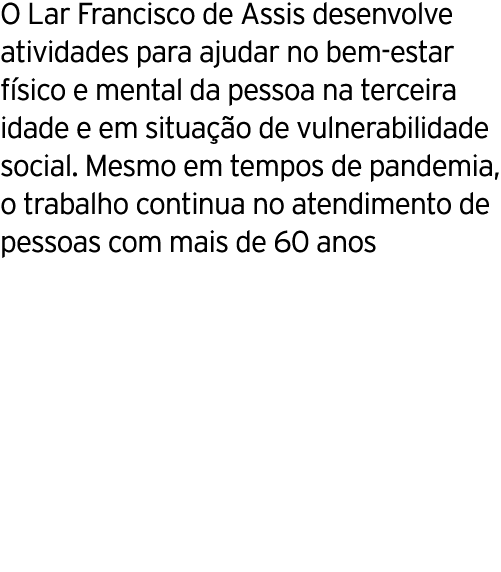 O Lar Francisco de Assis desenvolve
atividades para ajudar no bem-estar
físico e mental da pessoa na terceira
idade e em situação de vulnerabilidade
social. Mesmo em tempos de pandemia,
o trabalho continua no atendimento de
pessoas com mais de 60 anos